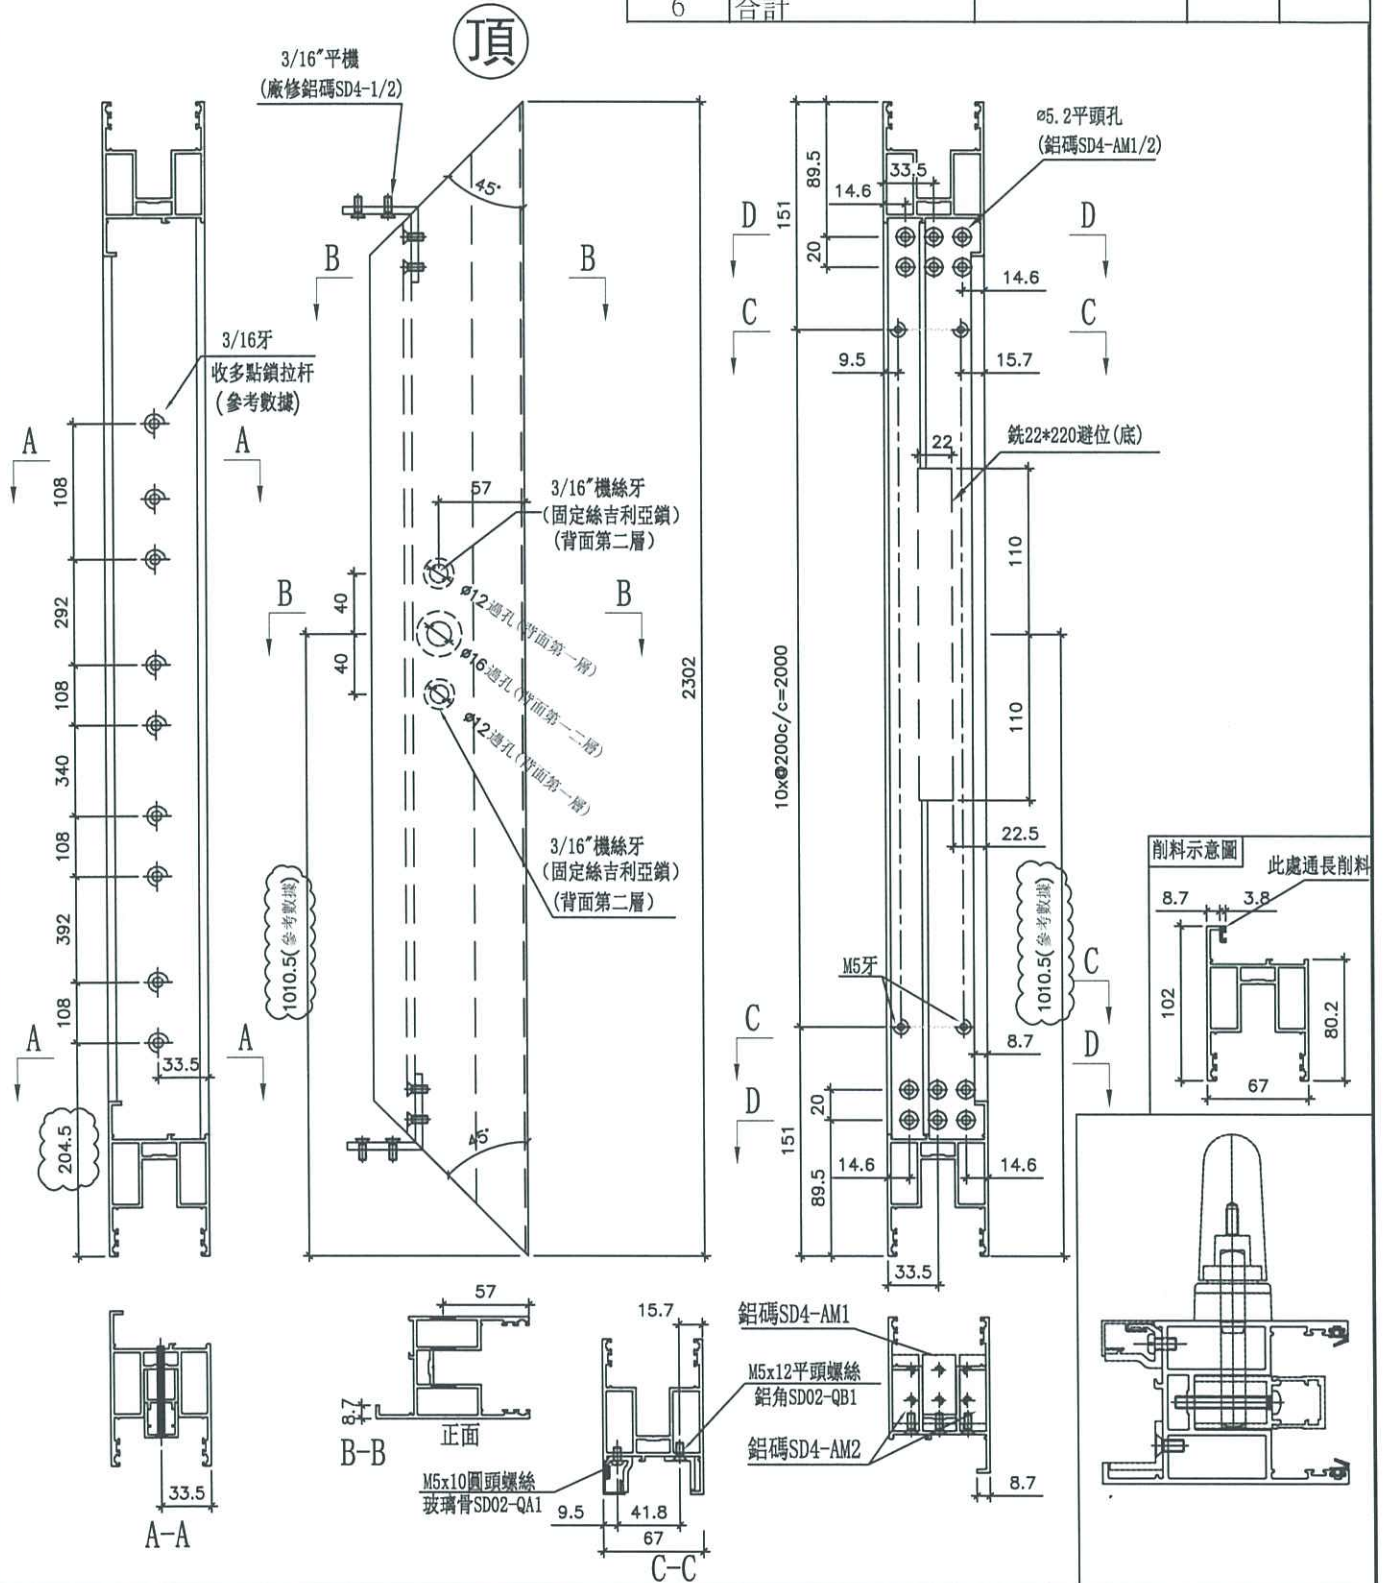 6 合計
頂
3/16″平機
(廠修鋁碼SD4-1/2)
45°
B B
3/16牙
收多點鎖拉杆
(參考數據)
A A
108
292
108
340
108
392
108
204.5
33.5
A A
57
3/16″機絲牙
(固定絲吉利亞鎖)
(背面第二層)
B B
40
40
ø12過孔(背面第一層)
ø16過孔(背面第一二層)
ø12過孔(背面第一層)
3/16″機絲牙
(固定絲吉利亞鎖)
(背面第二層)
1010.5(參考數據)
2302
45°
ø5.2平頭孔
(鋁碼SD4-AM1/2)
89.5
33.5
14.6
151
20
D D
14.6
C C
9.5
15.7
22
銑22*220避位(底)
110
110
10x@200c/c=2000
22.5
1010.5(參考數據)
M5牙
C C
8.7
D D
20
151
14.6
14.6
89.5
33.5
削料示意圖
此處通長削料
8.7
3.8
102
80.2
67
33.5
A-A
57
8.7
B-B
正面
15.7
M5x10圓頭螺絲
玻璃骨SD02-QA1
9.5
41.8
67
C-C
鋁碼SD4-AM1
M5x12平頭螺絲
鋁角SD02-QB1
鋁碼SD4-AM2
8.7